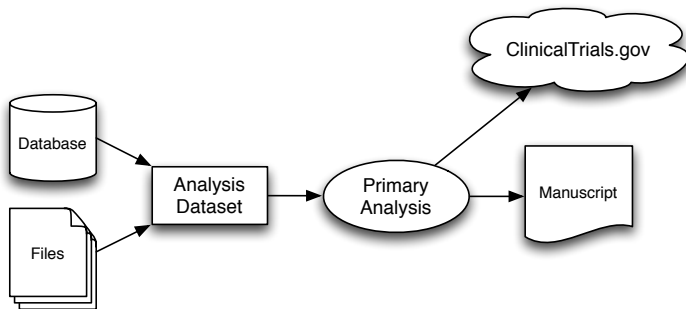 ClinicalTrials.gov
Database
Analysis
Dataset
Primary
Analysis
Manuscript
Files